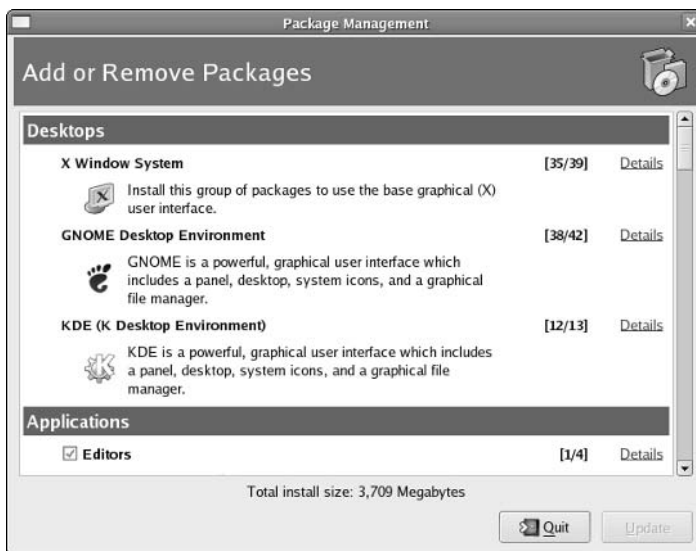 Package Management
Add or Remove Packages
Desktops
X Window System [35/39] Details
Install this group of packages to use the base graphical (X)
user interface.
GNOME Desktop Environment [38/42] Details
GNOME is a powerful, graphical user interface which
includes a panel, desktop, system icons, and a graphical
file manager.
KDE (K Desktop Environment) [12/13] Details
KDE is a powerful, graphical user interface which includes
a panel, desktop, system icons, and a graphical file
manager.
Applications
Editors [1/4] Details
Total install size: 3,709 Megabytes
Quit Update